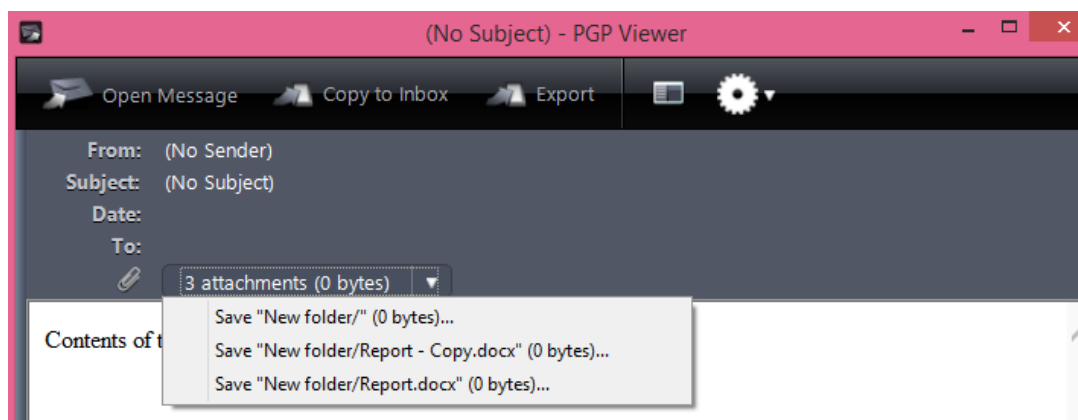 (No Subject) - PGP Viewer
Open Message Copy to Inbox Export
From: (No Sender)
Subject: (No Subject)
Date:
To:
3 attachments (0 bytes)
Save "New folder/" (0 bytes)...
Contents of
Save "New folder/Report - Copy.docx" (0 bytes)...
Save "New folder/Report.docx" (0 bytes)...